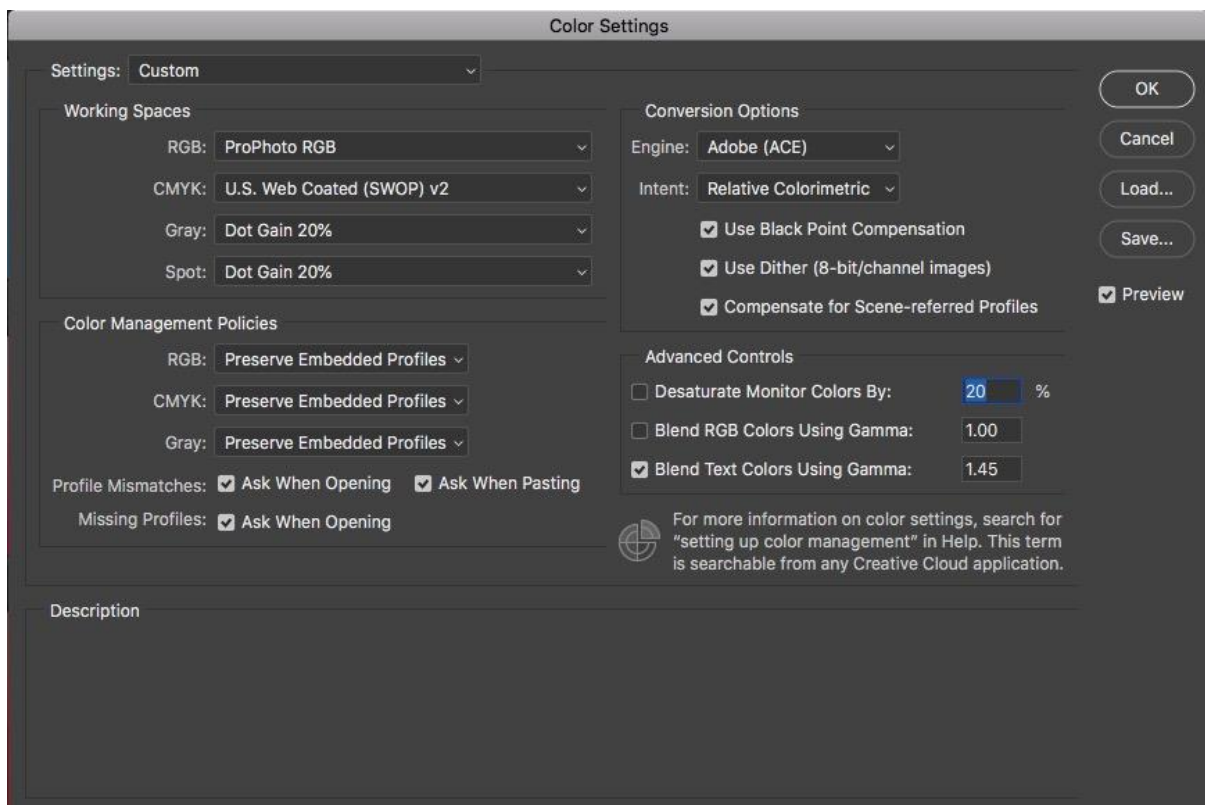 Color Settings
Settings: Custom
Working Spaces
RGB: ProPhoto RGB
CMYK: U.S. Web Coated (SWOP) v2
Gray: Dot Gain 20%
Spot: Dot Gain 20%
Color Management Policies
RGB: Preserve Embedded Profiles
CMYK: Preserve Embedded Profiles
Gray: Preserve Embedded Profiles
Profile Mismatches: Ask When Opening Ask When Pasting
Missing Profiles: Ask When Opening
Conversion Options
Engine: Adobe (ACE)
Intent: Relative Colorimetric
Use Black Point Compensation
Use Dither (8-bit/channel images)
Compensate for Scene-referred Profiles
Advanced Controls
Desaturate Monitor Colors By: 20 %
Blend RGB Colors Using Gamma: 1.00
Blend Text Colors Using Gamma: 1.45
For more information on color settings, search for
“setting up color management” in Help. This term
is searchable from any Creative Cloud application.
OK
Cancel
Load...
Save...
Preview
Description